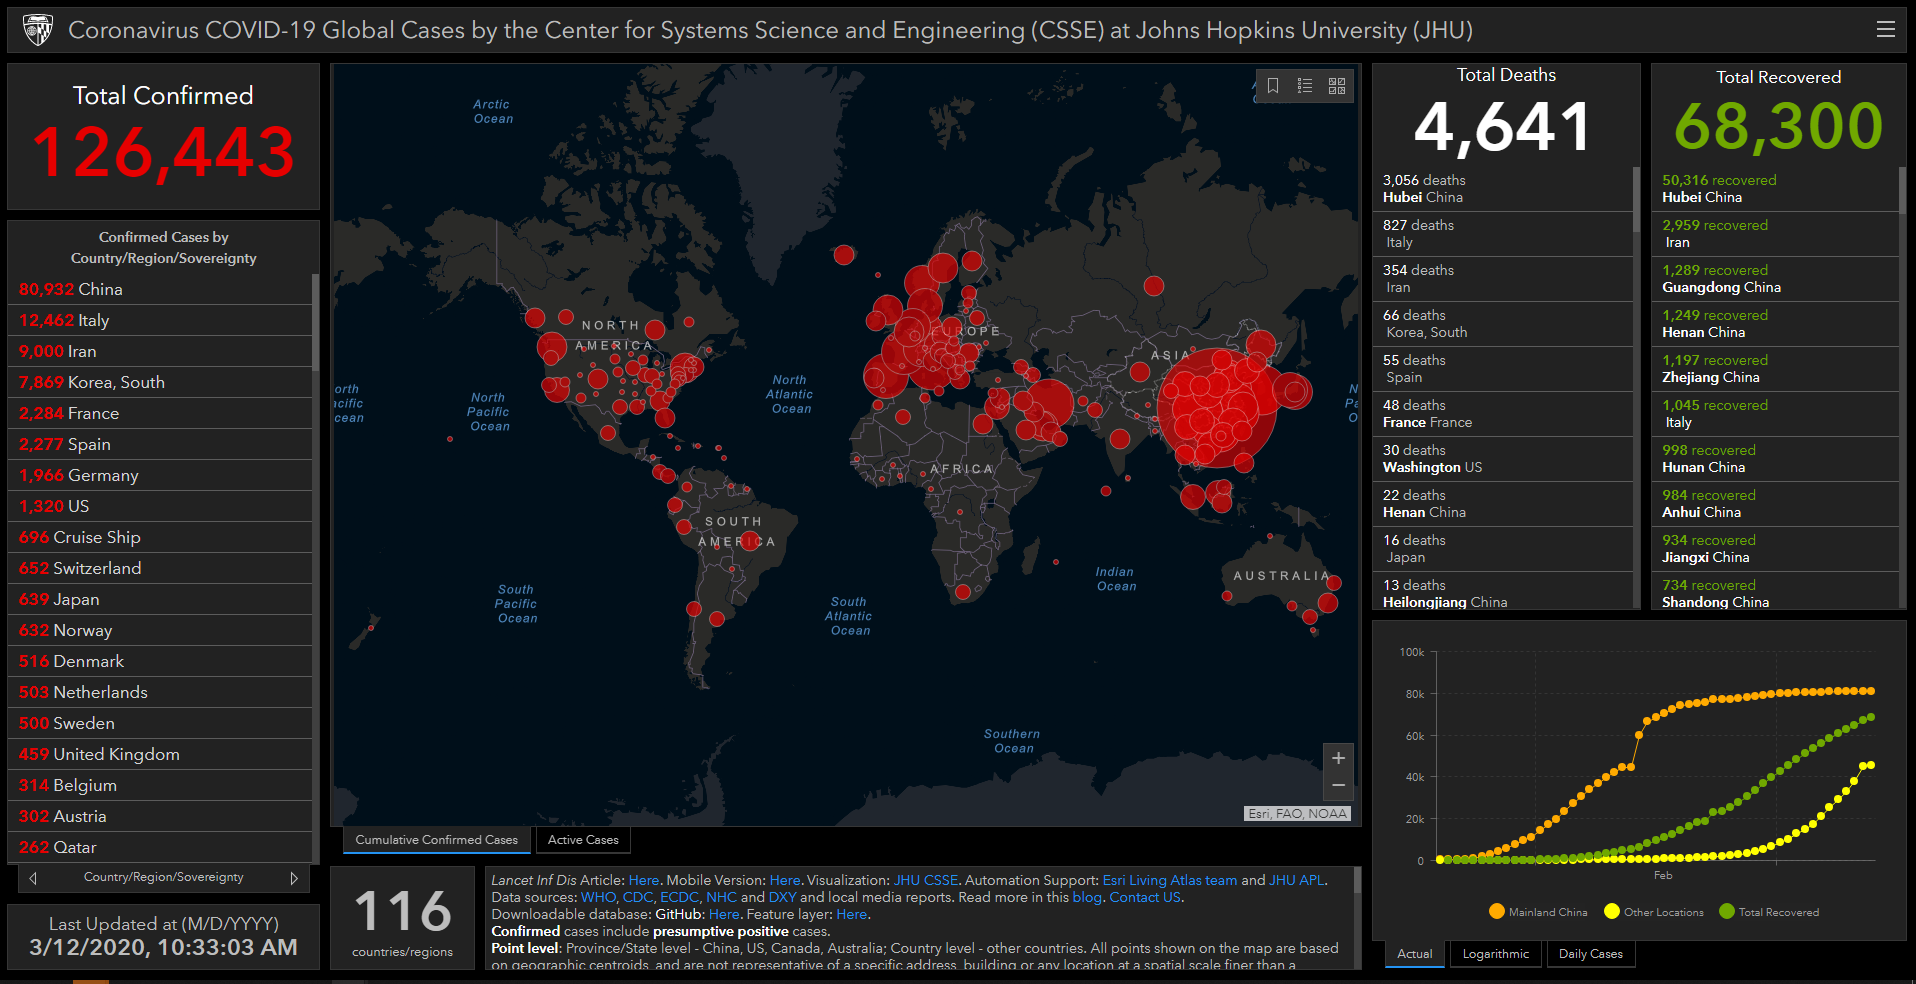 Coronavirus COVID-19 Global Cases by the Center for Systems Science and Engineering (CSSE) at Johns Hopkins University (JHU)
Total Confirmed
126,443
Confirmed Cases by
Country/Region/Sovereignty
80,932 China
12,462 Italy
9,000 Iran
7,869 Korea, South
2,284 France
2,277 Spain
1,966 Germany
1,320 US
696 Cruise Ship
652 Switzerland
639 Japan
632 Norway
516 Denmark
503 Netherlands
500 Sweden
459 United Kingdom
314 Belgium
302 Austria
262 Qatar
Country/Region/Sovereignty
Last Updated at (M/D/YYYY)
3/12/2020, 10:33:03 AM
Arctic
Ocean
NORTH
AMERICA
EUROPE
ASIA
orth
acific
cean
North
Pacific
Ocean
North
Atlantic
Ocean
N
Pa
O
AFRICA
SOUTH
AMERICA
South
Pacific
Ocean
South
Atlantic
Ocean
Indian
Ocean
AUSTRALIA
Southern
Ocean
+
−
Esri, FAO, NOAA
Cumulative Confirmed Cases
Active Cases
116
countries/regions
Lancet Inf Dis Article: Here. Mobile Version: Here. Visualization: JHU CSSE. Automation Support: Esri Living Atlas team and JHU APL.
Data sources: WHO, CDC, ECDC, NHC and DXY and local media reports. Read more in this blog. Contact US.
Downloadable database: GitHub: Here. Feature layer: Here.
Confirmed cases include presumptive positive cases.
Point level: Province/State level - China, US, Canada, Australia; Country level - other countries. All points shown on the map are based
on geographic centroids, and are not representative of a specific address, building or any location at a spatial scale finer than a
Total Deaths
4,641
3,056 deaths
Hubei China
827 deaths
Italy
354 deaths
Iran
66 deaths
Korea, South
55 deaths
Spain
48 deaths
France France
30 deaths
Washington US
22 deaths
Henan China
16 deaths
Japan
13 deaths
Heilongjiang China
Total Recovered
68,300
50,316 recovered
Hubei China
2,959 recovered
Iran
1,289 recovered
Guangdong China
1,249 recovered
Henan China
1,197 recovered
Zhejiang China
1,045 recovered
Italy
998 recovered
Hunan China
984 recovered
Anhui China
934 recovered
Jiangxi China
734 recovered
Shandong China
100k
80k
60k
40k
20k
0
Feb
Mainland China
Other Locations
Total Recovered
Actual
Logarithmic
Daily Cases